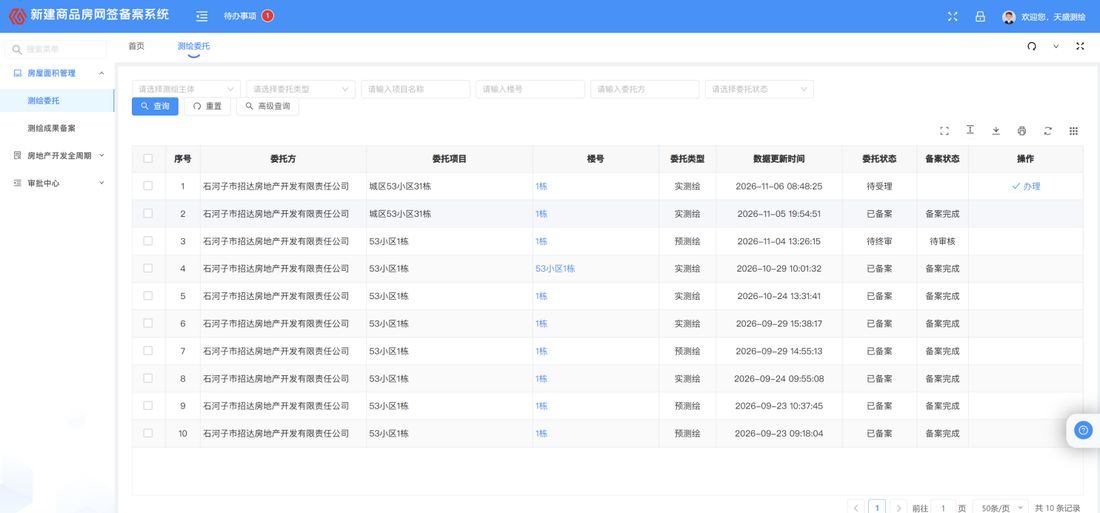 新建商品房网签备案系统 待办事项 1 欢迎您，天盛测绘
搜索菜单 首页 测绘委托
房屋面积管理
测绘委托
测绘成果备案
房地产开发全周期
审批中心
请选择测绘主体 请选择委托类型 请输入项目名称 请输入楼号 请输入委托方 请选择委托状态
查询 重置 高级查询
序号 委托方 委托项目 楼号 委托类型 数据更新时间 委托状态 备案状态 操作
1 石河子市招达房地产开发有限责任公司 城区53小区31栋 1栋 实测绘 2026-11-06 08:48:25 待受理 办理
2 石河子市招达房地产开发有限责任公司 城区53小区31栋 1栋 实测绘 2026-11-05 19:54:51 已备案 备案完成
3 石河子市招达房地产开发有限责任公司 53小区1栋 1栋 预测绘 2026-11-04 13:26:15 待终审 待审核
4 石河子市招达房地产开发有限责任公司 53小区1栋 53小区1栋 实测绘 2026-10-29 10:01:32 已备案 备案完成
5 石河子市招达房地产开发有限责任公司 53小区1栋 1栋 实测绘 2026-10-24 13:31:41 已备案 备案完成
6 石河子市招达房地产开发有限责任公司 53小区1栋 1栋 实测绘 2026-09-29 15:38:17 已备案 备案完成
7 石河子市招达房地产开发有限责任公司 53小区1栋 1栋 预测绘 2026-09-29 14:55:13 已备案 备案完成
8 石河子市招达房地产开发有限责任公司 53小区1栋 1栋 实测绘 2026-09-24 09:55:08 已备案 备案完成
9 石河子市招达房地产开发有限责任公司 53小区1栋 1栋 预测绘 2026-09-23 10:37:45 已备案 备案完成
10 石河子市招达房地产开发有限责任公司 53小区1栋 1栋 预测绘 2026-09-23 09:18:04 已备案 备案完成
1 前往 1 页 50条/页 共 10 条记录